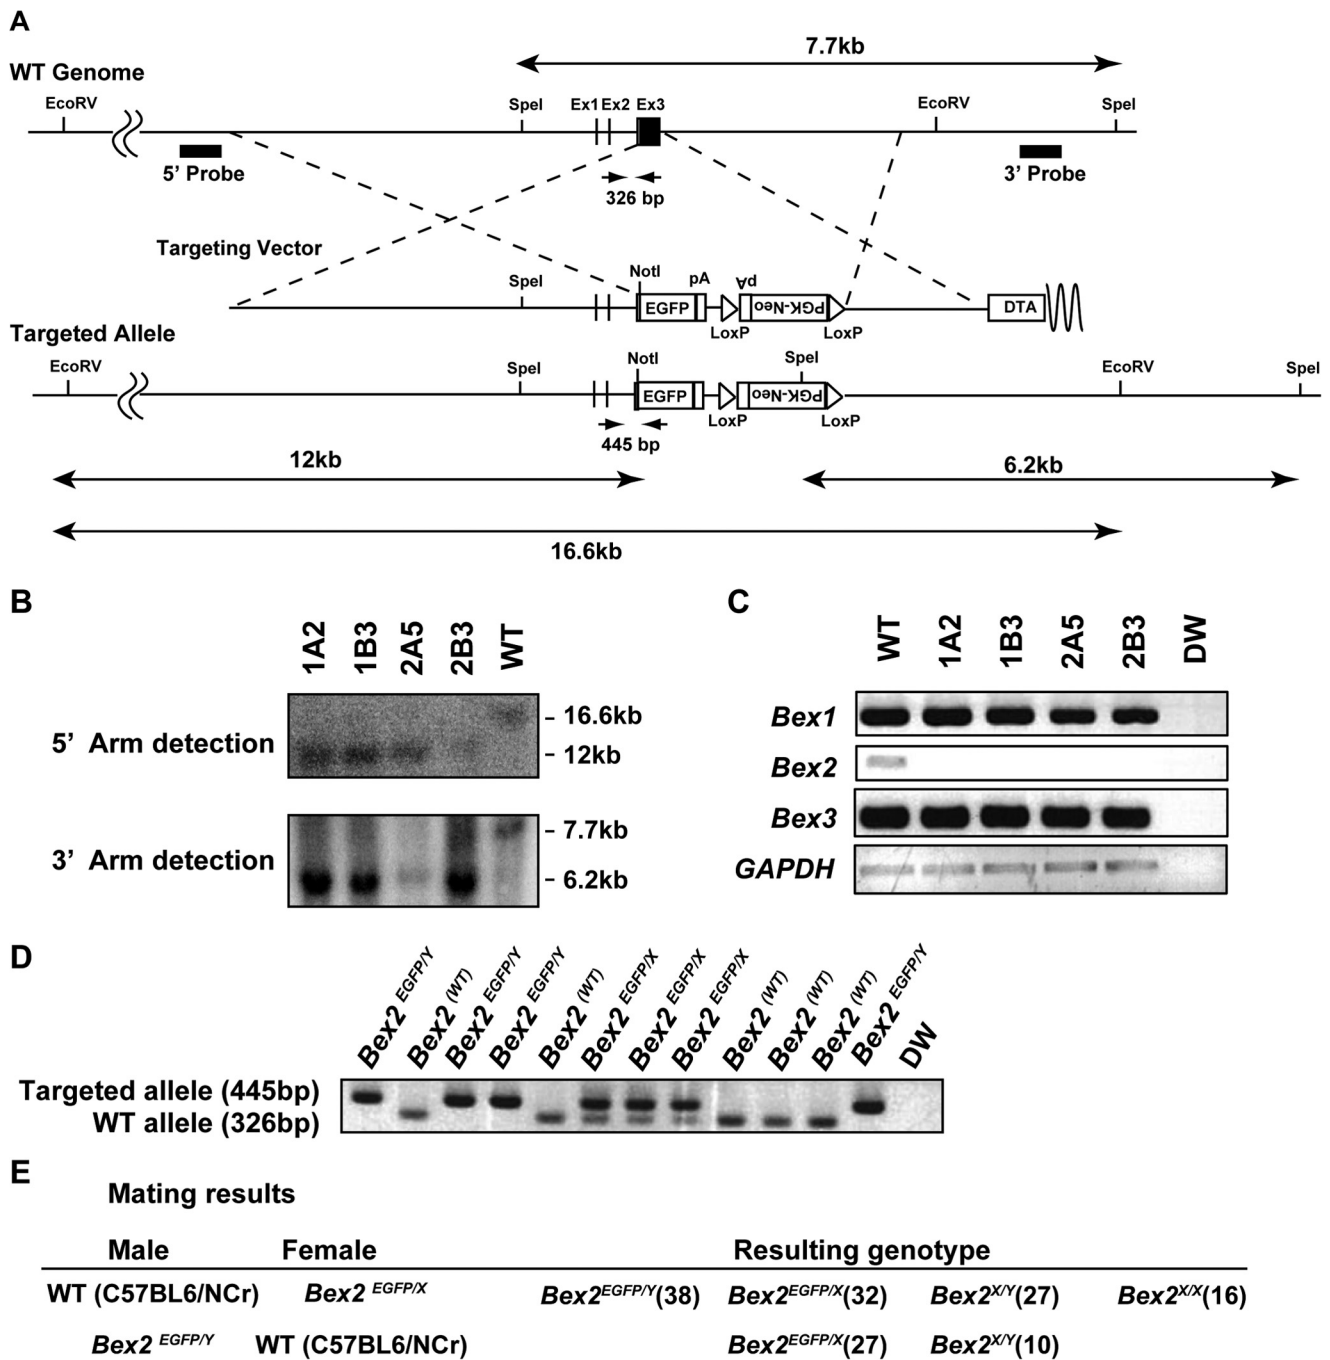 A
7.7kb
WT Genome
EcoRV SpeI Ex1 Ex2 Ex3 EcoRV SpeI
5’ Probe 3’ Probe
326 bp
Targeting Vector
SpeI NotI pA pA
EGFP PGK-Neo DTA
LoxP LoxP
Targeted Allele
EcoRV SpeI NotI SpeI EcoRV SpeI
EGFP PGK-Neo
LoxP LoxP
445 bp
12kb 6.2kb
16.6kb
B
1A2 1B3 2A5 2B3 WT
5’ Arm detection
- 16.6kb
- 12kb
3’ Arm detection
- 7.7kb
- 6.2kb
C
WT 1A2 1B3 2A5 2B3 DW
Bex1
Bex2
Bex3
GAPDH
D
Bex2 EGFP/Y Bex2 (WT) Bex2 EGFP/Y Bex2 EGFP/Y Bex2 (WT) Bex2 EGFP/X Bex2 EGFP/X Bex2 EGFP/X Bex2 (WT) Bex2 (WT) Bex2 (WT) Bex2 EGFP/Y DW
Targeted allele (445bp)
WT allele (326bp)
E
Mating results
Male Female Resulting genotype
WT (C57BL6/NCr) Bex2 EGFP/X Bex2EGFP/Y(38) Bex2EGFP/X(32) Bex2X/Y(27) Bex2X/X(16)
Bex2 EGFP/Y WT (C57BL6/NCr) Bex2EGFP/X(27) Bex2X/Y(10)